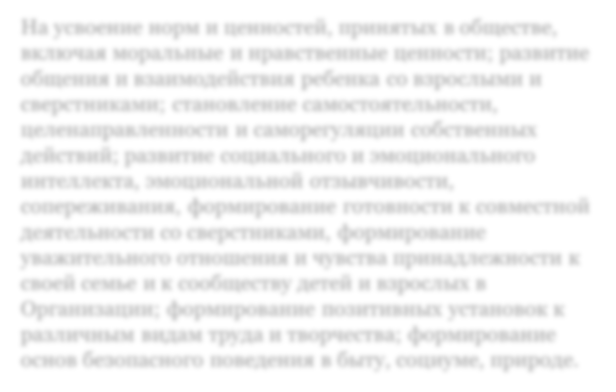 На усвоение норм и ценностей, принятых в обществе,
включая моральные и нравственные ценности; развитие
общения и взаимодействия ребенка со взрослыми и
сверстниками; становление самостоятельности,
целенаправленности и саморегуляции собственных
действий; развитие социального и эмоционального
интеллекта, эмоциональной отзывчивости,
сопереживания, формирование готовности к совместной
деятельности со сверстниками, формирование
уважительного отношения и чувства принадлежности к
своей семье и к сообществу детей и взрослых в
Организации; формирование позитивных установок к
различным видам труда и творчества; формирование
основ безопасного поведения в быту, социуме, природе.